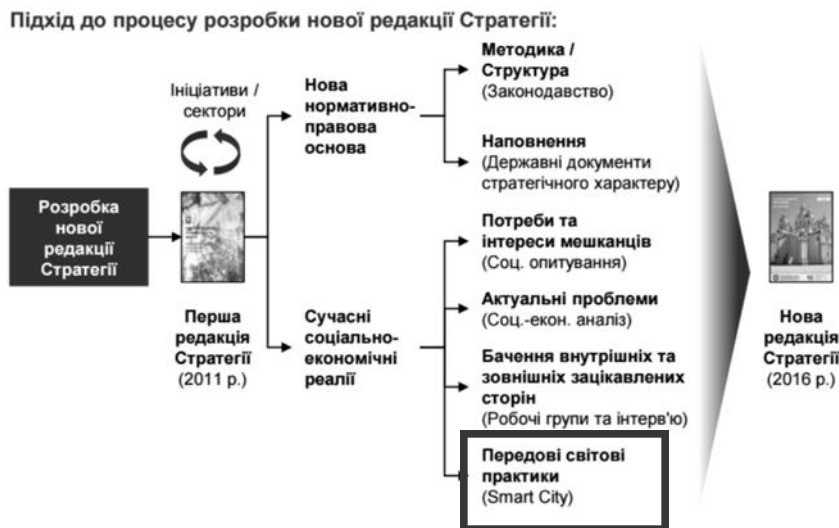 Підхід до процесу розробки нової редакції Стратегії:
Ініціативи /
сектори
Розробка
нової
редакції
Стратегії
Перша
редакція
Стратегії
(2011 р.)
Нова
нормативно-
правова
основа
Сучасні
соціально-
економічні
реалії
Методика /
Структура
(Законодавство)
Наповнення
(Державні документи
стратегічного характеру)
Потреби та
інтереси мешканців
(Соц. опитування)
Актуальні проблеми
(Соц.-екон. аналіз)
Бачення внутрішніх та
зовнішніх зацікавлених
сторін
(Робочі групи та інтерв'ю)
Передові світові
практики
(Smart City)
Нова
редакція
Стратегії
(2016 р.)